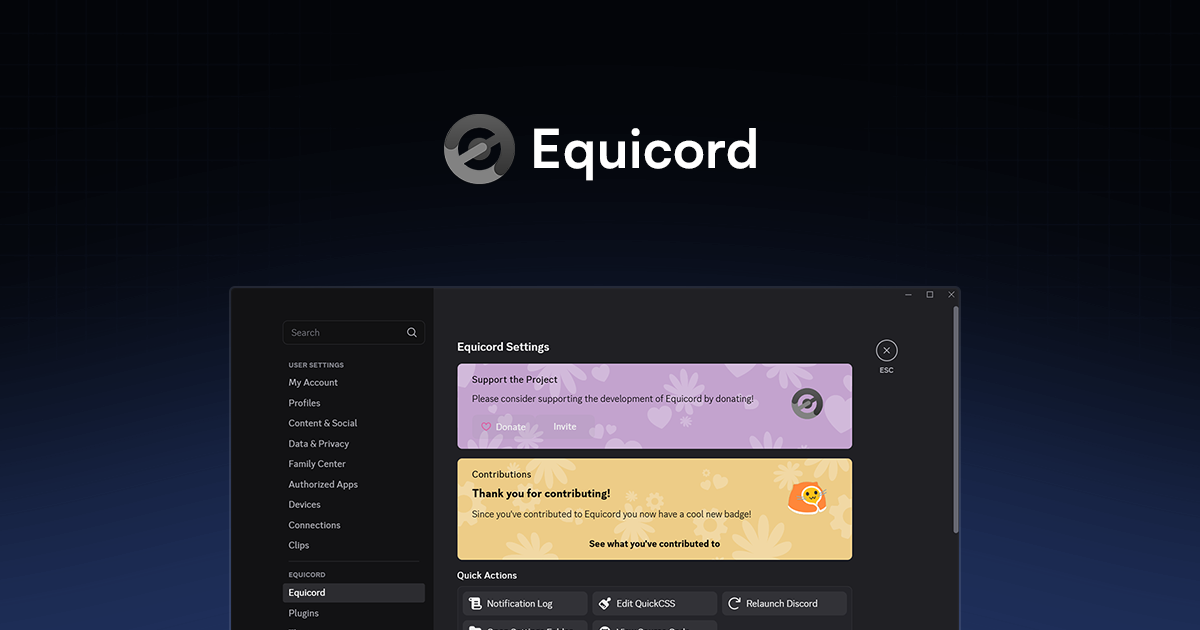 Equicord
Search
USER SETTINGS
My Account
Profiles
Content & Social
Data & Privacy
Family Center
Authorized Apps
Devices
Connections
Clips
EQUICORD
Equicord
Plugins
Equicord Settings
ESC
Support the Project
Please consider supporting the development of Equicord by donating!
Donate Invite
Contributions
Thank you for contributing!
Since you've contributed to Equicord you now have a cool new badge!
See what you've contributed to
Quick Actions
Notification Log Edit QuickCSS Relaunch Discord